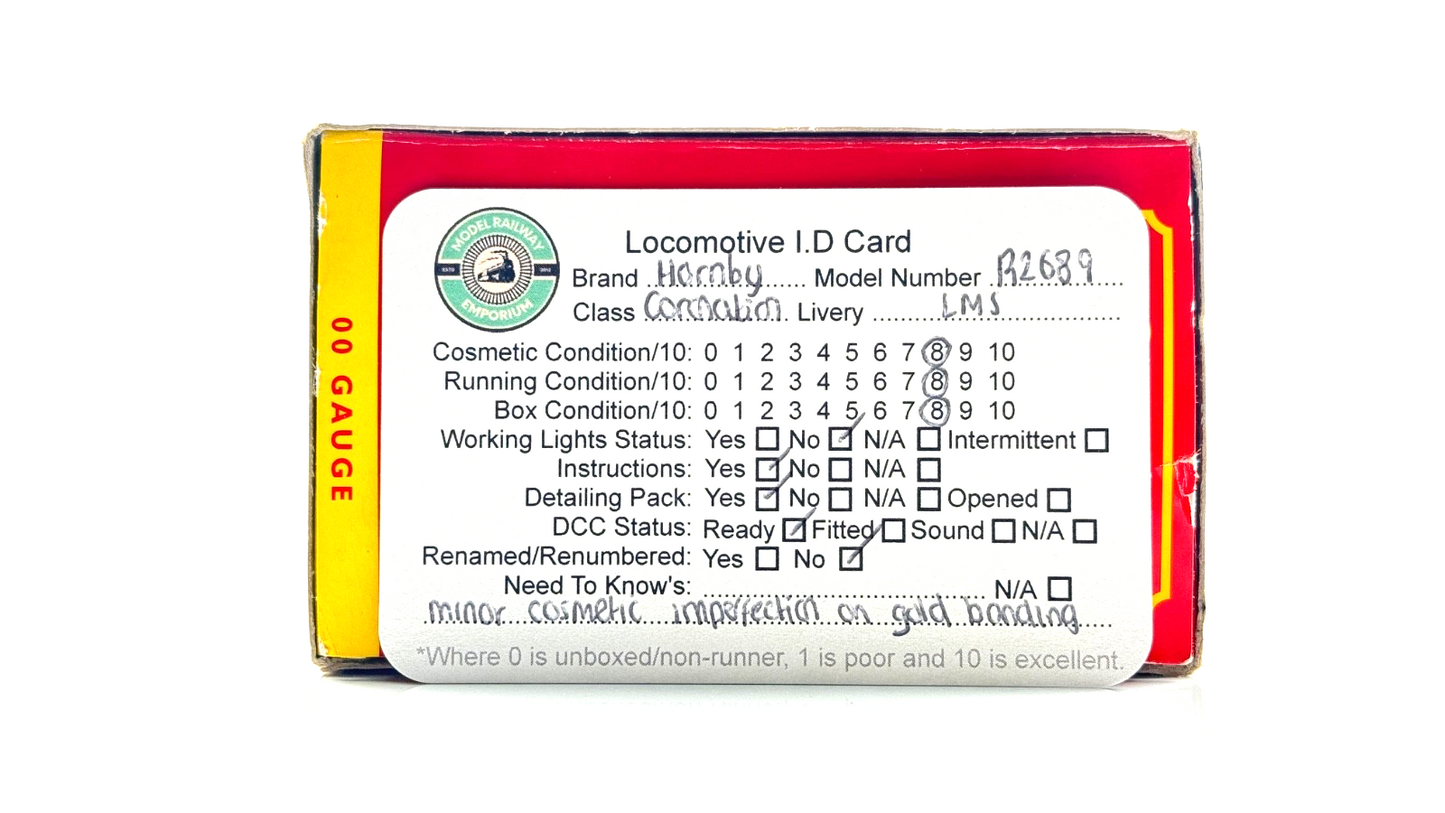 00 GAUGE
MODEL RAILWAY
EMPORIUM
Locomotive I.D Card
Brand Hornby Model Number R2689
Class Coronation Livery LMS
Cosmetic Condition/10: 0 1 2 3 4 5 6 7 8 9 10
Running Condition/10: 0 1 2 3 4 5 6 7 8 9 10
Box Condition/10: 0 1 2 3 4 5 6 7 8 9 10
Working Lights Status: Yes No N/A Intermittent
Instructions: Yes No N/A
Detailing Pack: Yes No N/A Opened
DCC Status: Ready Fitted Sound N/A
Renamed/Renumbered: Yes No
Need To Know's: N/A
minor cosmetic imperfection on gold banding
*Where 0 is unboxed/non-runner, 1 is poor and 10 is excellent.